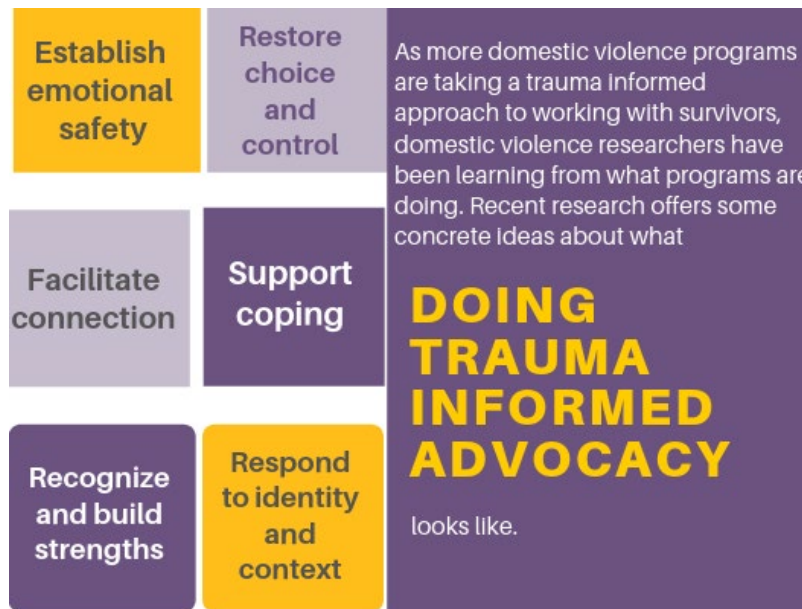 Establish
emotional
safety
Restore
choice
and
control
Facilitate
connection
Support
coping
Recognize
and build
strengths
Respond
to identity
and
context
As more domestic violence programs
are taking a trauma informed
approach to working with survivors,
domestic violence researchers have
been learning from what programs are
doing. Recent research offers some
concrete ideas about what
DOING
TRAUMA
INFORMED
ADVOCACY
looks like.